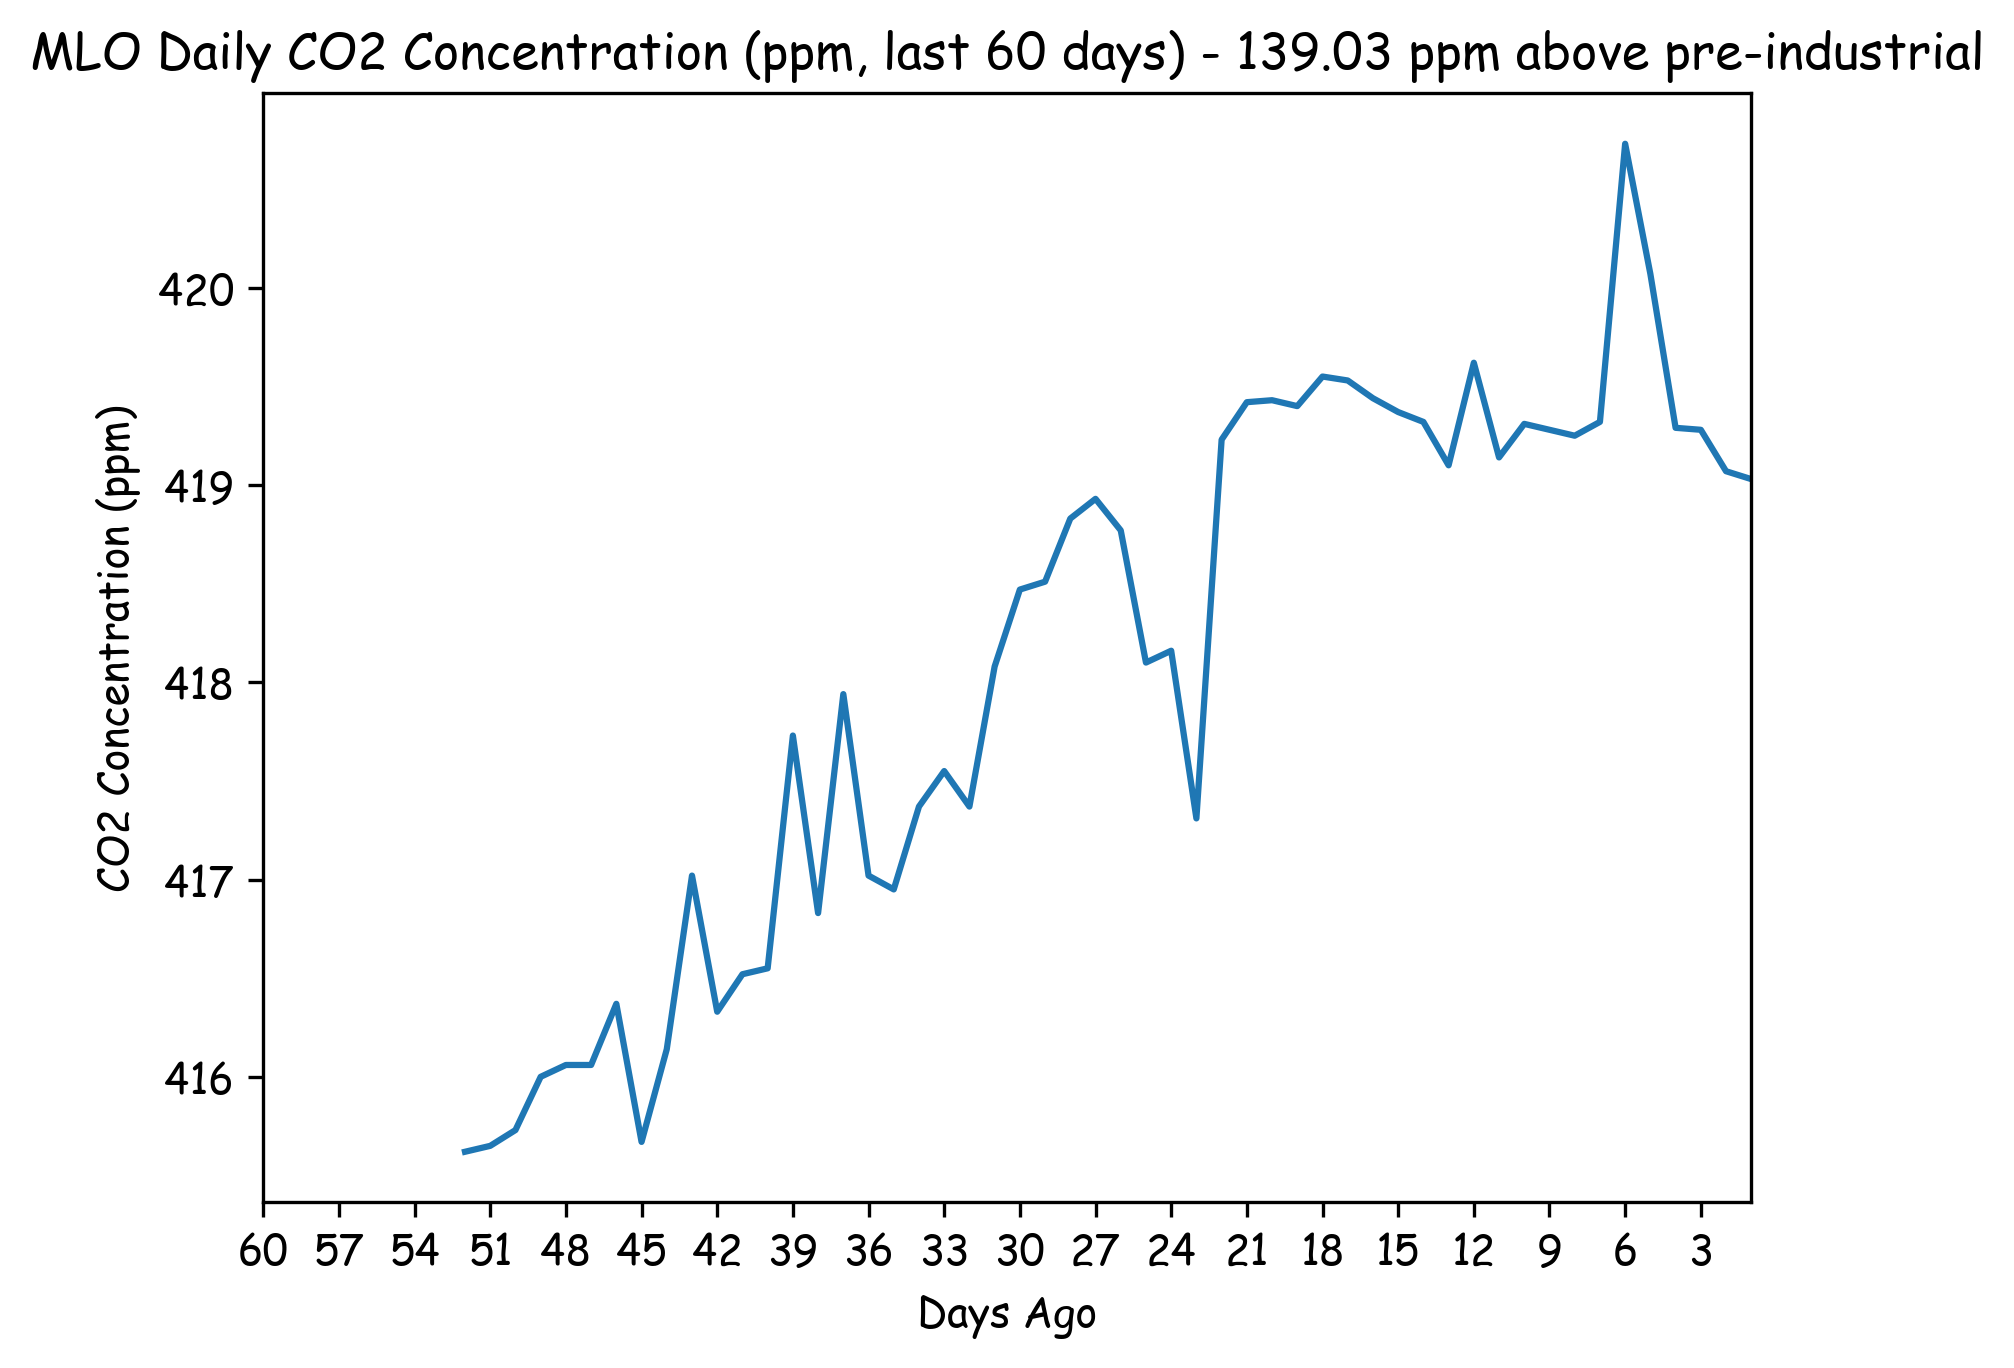 MLO Daily CO2 Concentration (ppm, last 60 days) - 139.03 ppm above pre-industrial
CO2 Concentration (ppm)
420
419
418
417
416
60 57 54 51 48 45 42 39 36 33 30 27 24 21 18 15 12 9 6 3
Days Ago